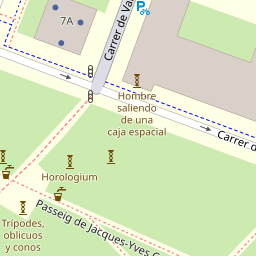 7A
Carrer de Va
Hombre
saliendo
de una
caja espacial
Carrer de
Horologium
Trípodes,
oblicuos
y conos
Passeig de Jacques-Yves C